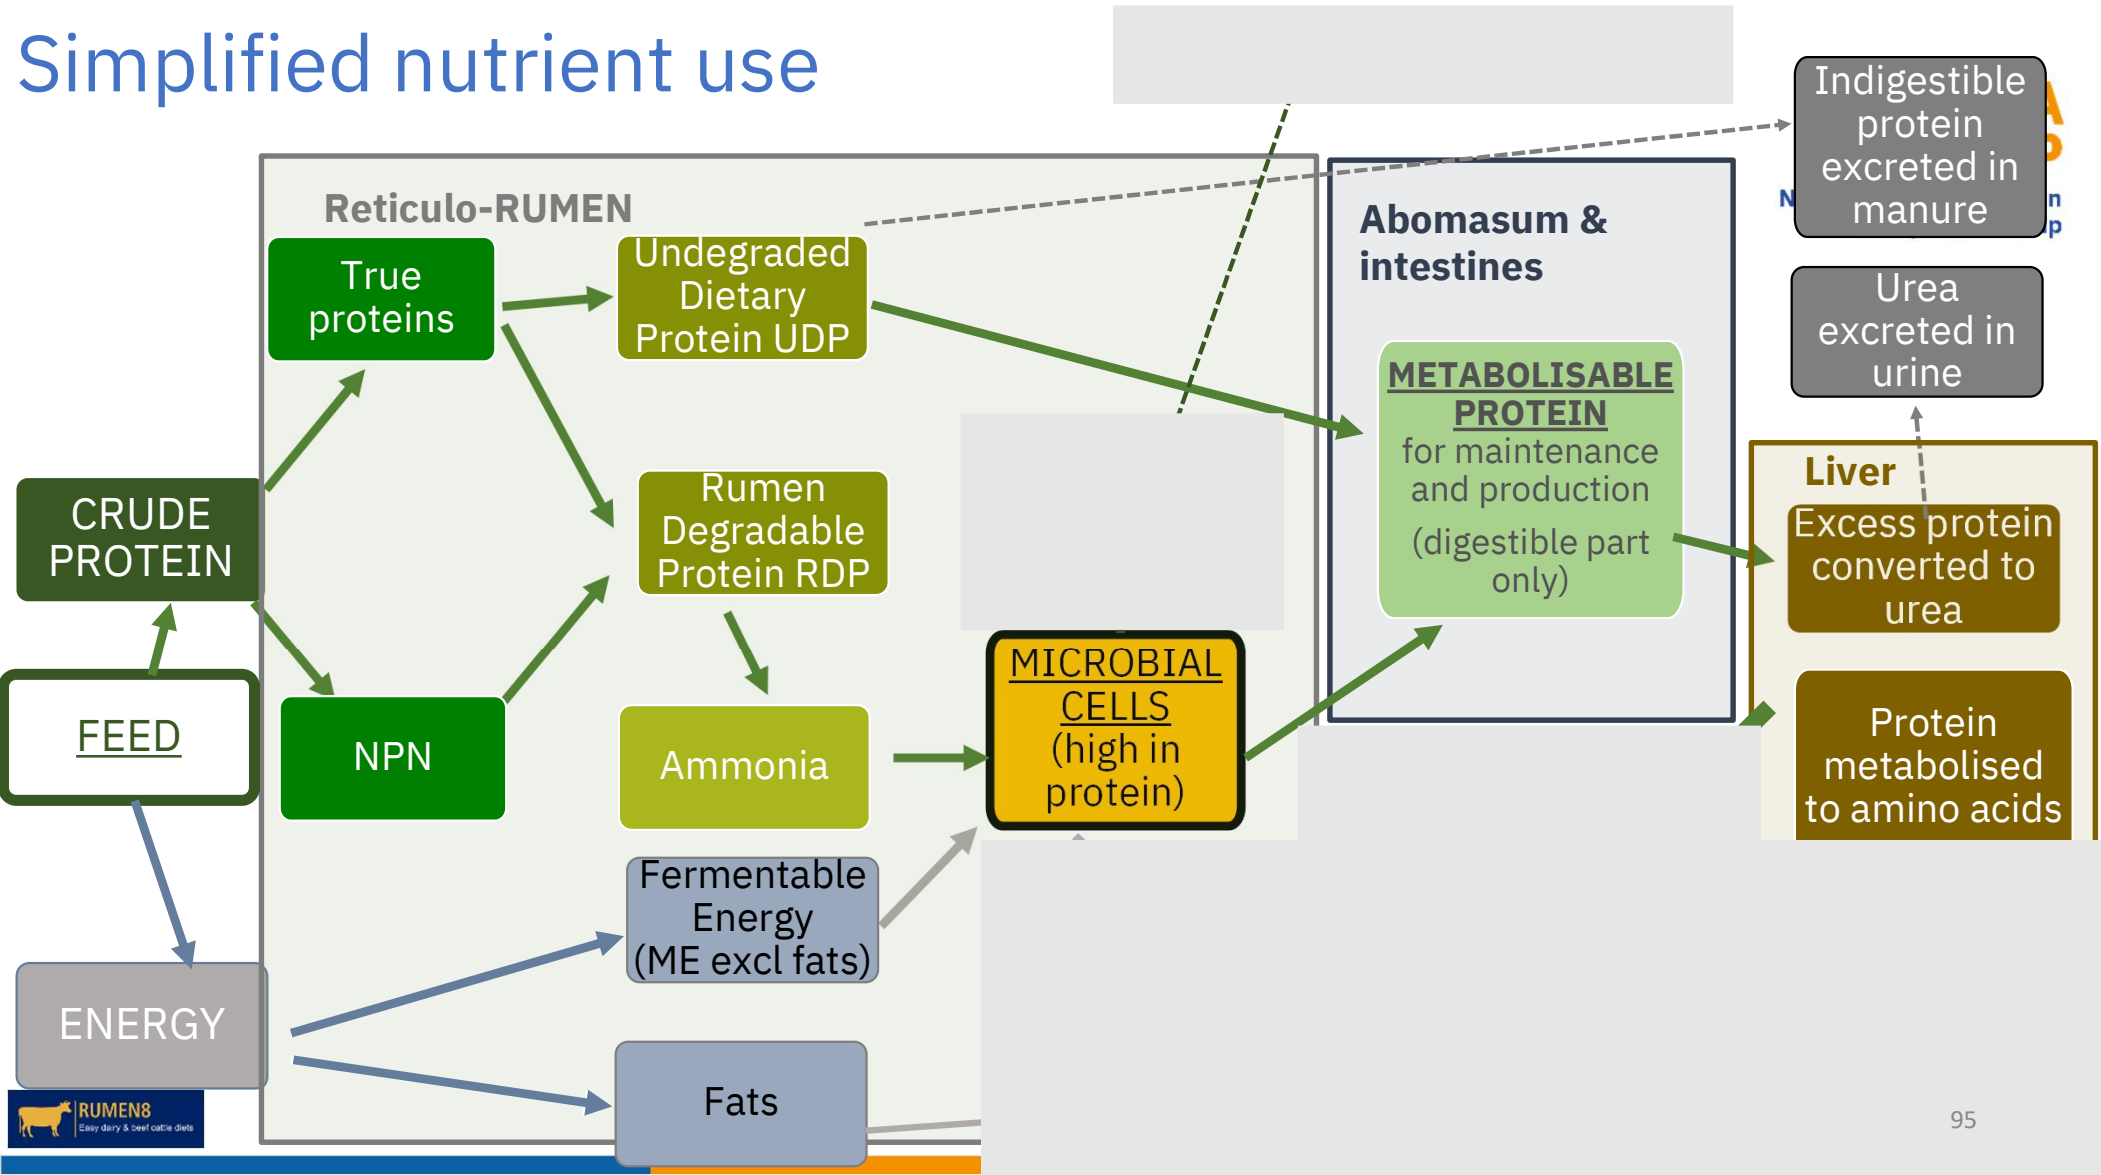 Simplified nutrient use
Indigestible
protein
excreted in
manure
Reticulo-RUMEN
Abomasum &
intestines
True
proteins
Undegraded
Dietary
Protein UDP
Urea
excreted in
urine
METABOLISABLE
PROTEIN
for maintenance
and production
(digestible part
only)
Liver
CRUDE
PROTEIN
Rumen
Degradable
Protein RDP
Excess protein
converted to
urea
FEED
NPN
Ammonia
MICROBIAL
CELLS
(high in
protein)
Protein
metabolised
to amino acids
Fermentable
Energy
(ME excl fats)
ENERGY
Fats
RUMEN8
Easy dairy & beef cattle diets
95